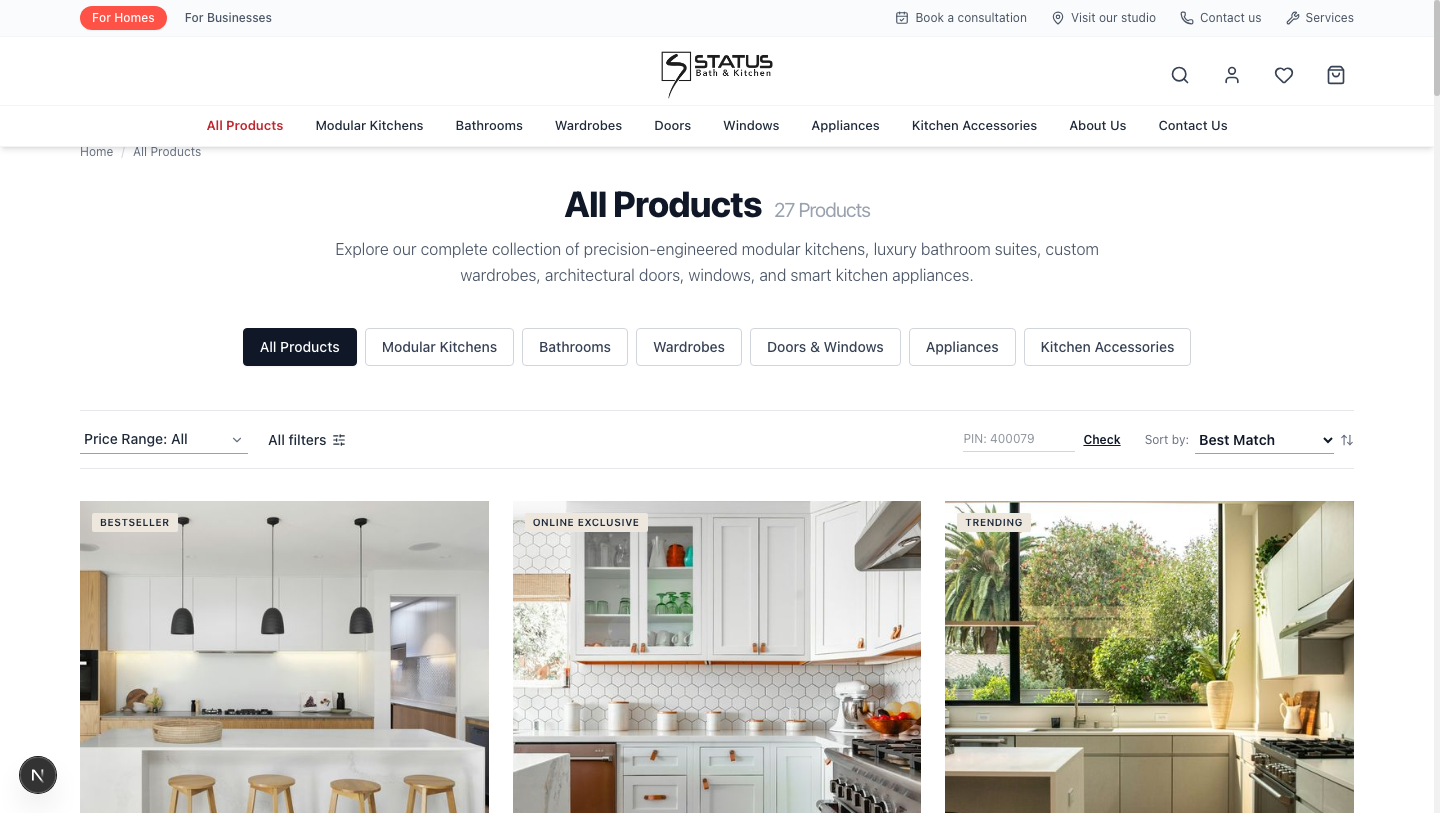 For Homes For Businesses Book a consultation Visit our studio Contact us Services
STATUS
Bath & Kitchen
All Products Modular Kitchens Bathrooms Wardrobes Doors Windows Appliances Kitchen Accessories About Us Contact Us
Home / All Products
All Products 27 Products
Explore our complete collection of precision-engineered modular kitchens, luxury bathroom suites, custom
wardrobes, architectural doors, windows, and smart kitchen appliances.
All Products Modular Kitchens Bathrooms Wardrobes Doors & Windows Appliances Kitchen Accessories
Price Range: All All filters PIN: 400079 Check Sort by: Best Match
BESTSELLER ONLINE EXCLUSIVE TRENDING
N